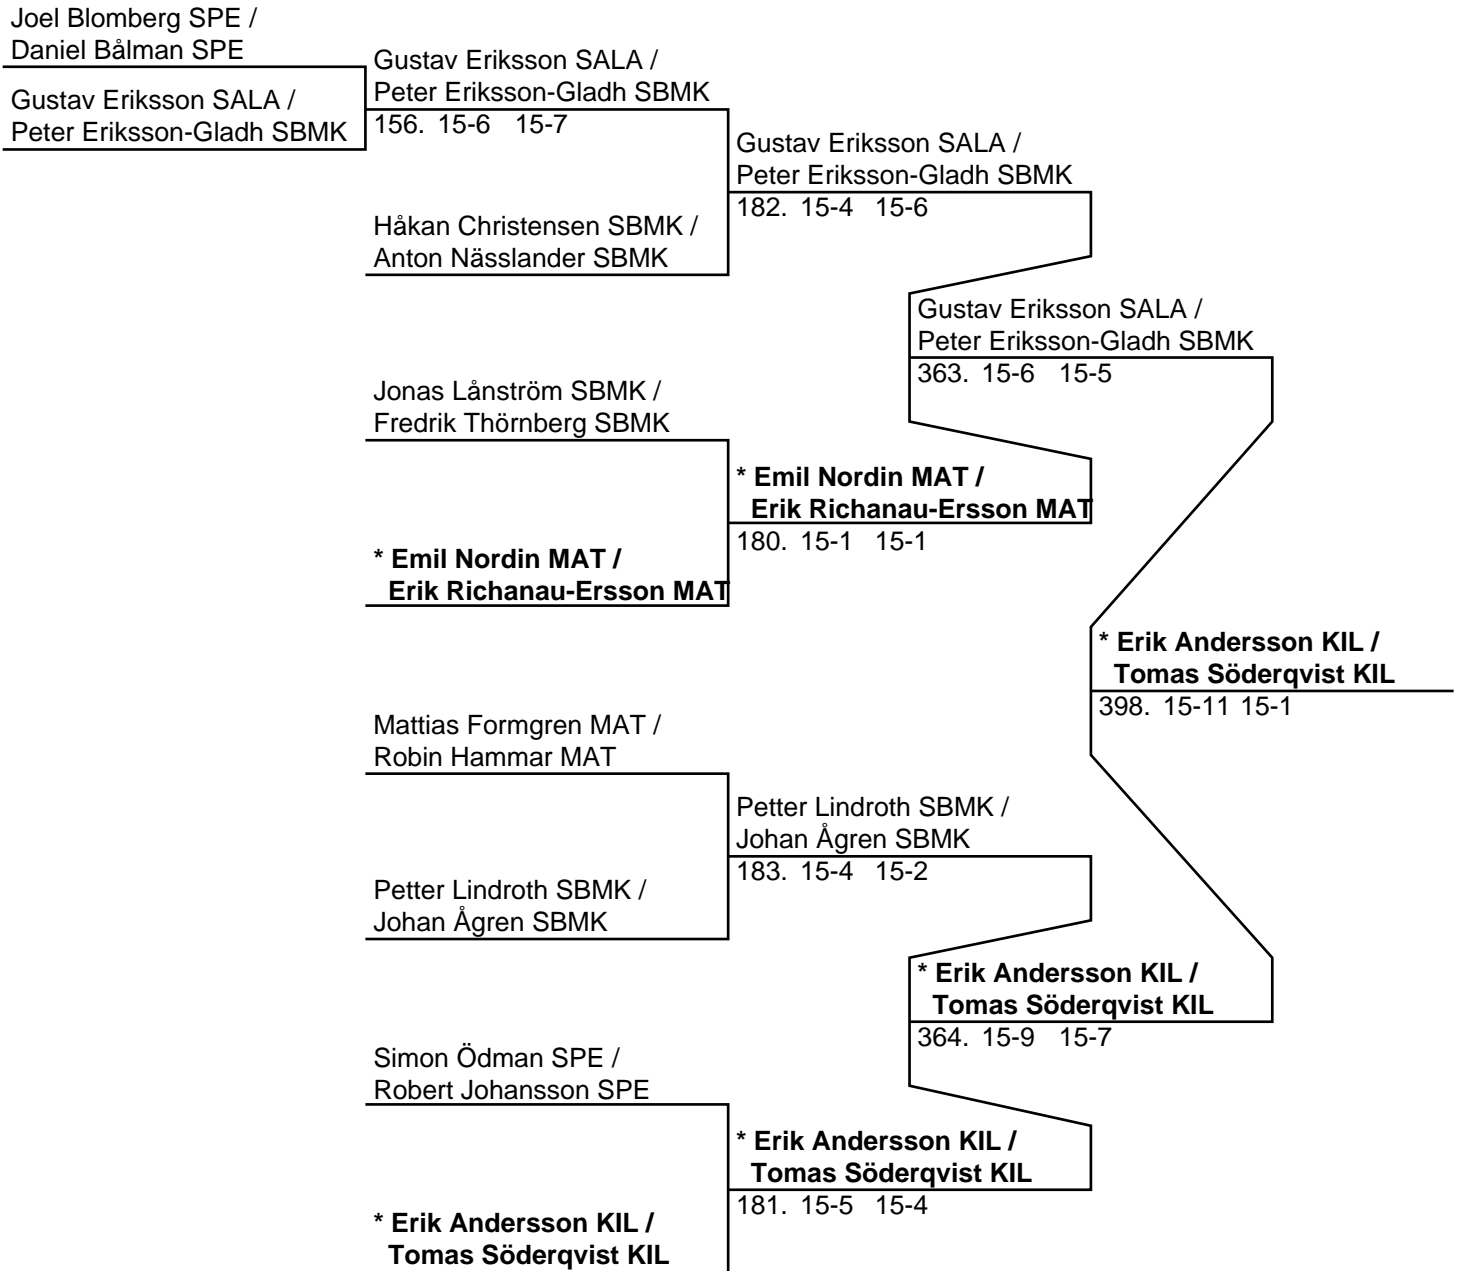 Joel Blomberg SPE /
Daniel Bålman SPE
Gustav Eriksson SALA /
Peter Eriksson-Gladh SBMK
Gustav Eriksson SALA /
Peter Eriksson-Gladh SBMK
156. 15-6 15-7
Håkan Christensen SBMK /
Anton Nässlander SBMK
Gustav Eriksson SALA /
Peter Eriksson-Gladh SBMK
182. 15-4 15-6
Jonas Lånström SBMK /
Fredrik Thörnberg SBMK
* Emil Nordin MAT /
Erik Richanau-Ersson MAT
* Emil Nordin MAT /
Erik Richanau-Ersson MAT
180. 15-1 15-1
Gustav Eriksson SALA /
Peter Eriksson-Gladh SBMK
363. 15-6 15-5
Mattias Formgren MAT /
Robin Hammar MAT
Petter Lindroth SBMK /
Johan Ågren SBMK
Petter Lindroth SBMK /
Johan Ågren SBMK
183. 15-4 15-2
Simon Ödman SPE /
Robert Johansson SPE
* Erik Andersson KIL /
Tomas Söderqvist KIL
* Erik Andersson KIL /
Tomas Söderqvist KIL
181. 15-5 15-4
* Erik Andersson KIL /
Tomas Söderqvist KIL
364. 15-9 15-7
* Erik Andersson KIL /
Tomas Söderqvist KIL
398. 15-11 15-1